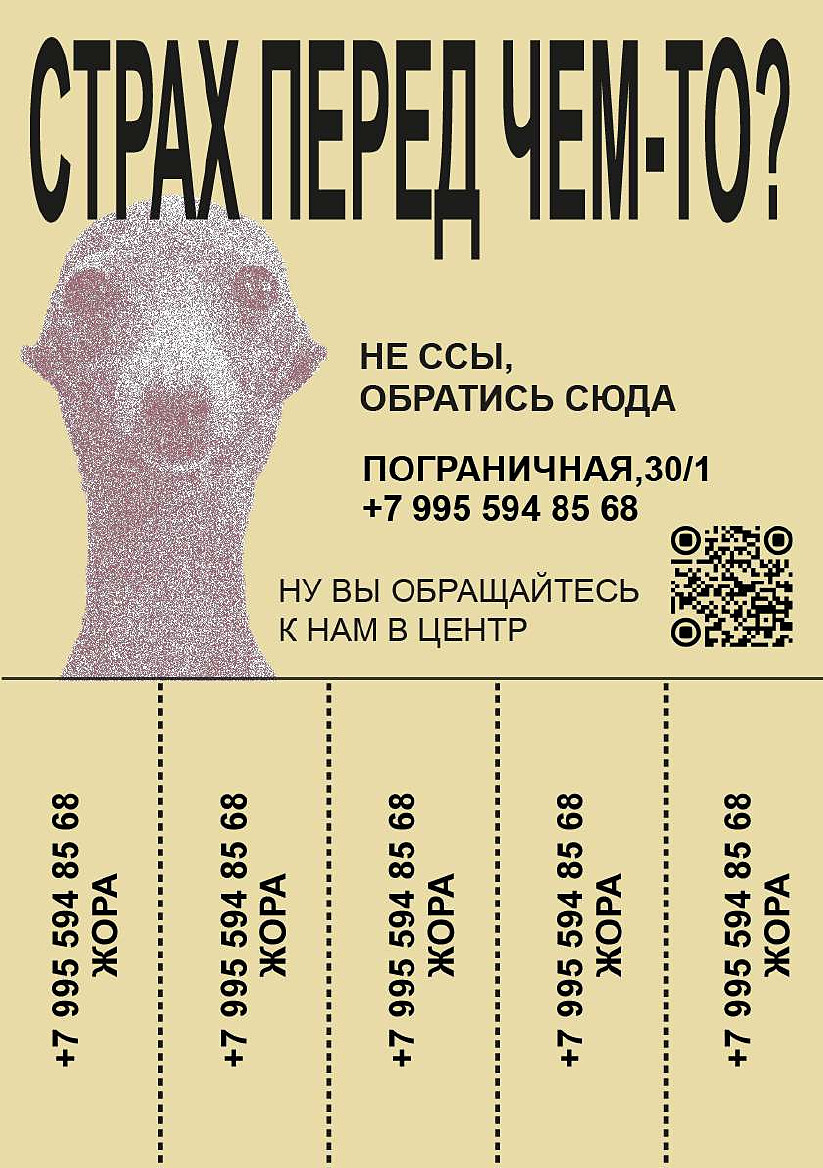 СТРАХ ПЕРЕД ЧЕМ-ТО?
НЕ ССЫ,
ОБРАТИСЬ СЮДА
ПОГРАНИЧНАЯ,30/1
+7 995 594 85 68
НУ ВЫ ОБРАЩАЙТЕСЬ
К НАМ В ЦЕНТР
+7 995 594 85 68
ЖОРА
+7 995 594 85 68
ЖОРА
+7 995 594 85 68
ЖОРА
+7 995 594 85 68
ЖОРА
+7 995 594 85 68
ЖОРА